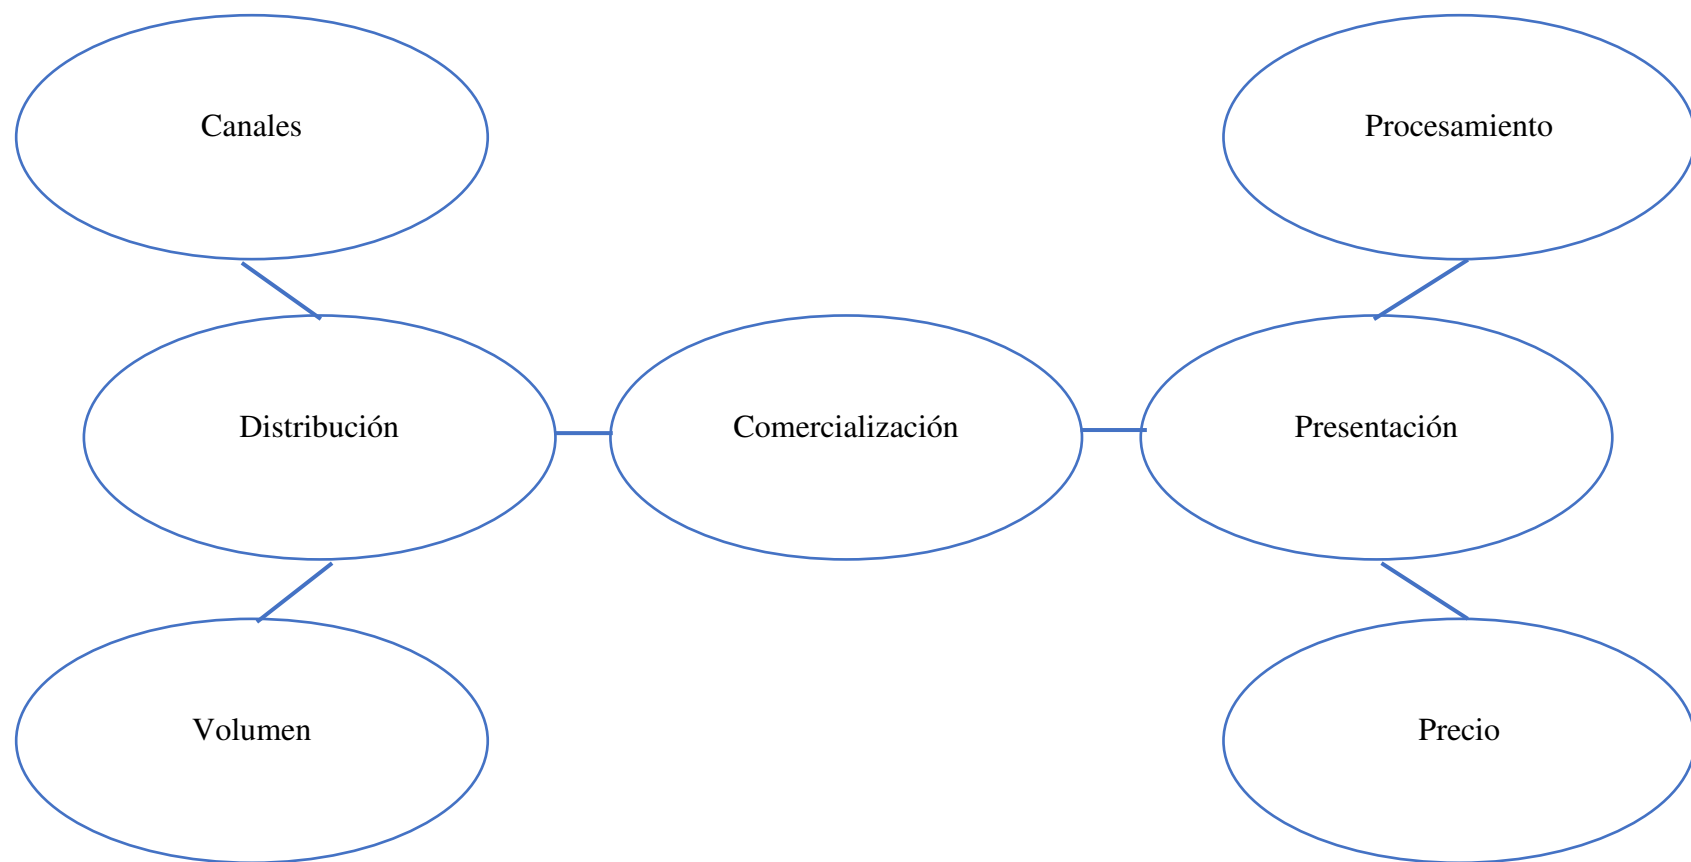 Canales
Procesamiento
Distribución
Comercialización
Presentación
Volumen
Precio